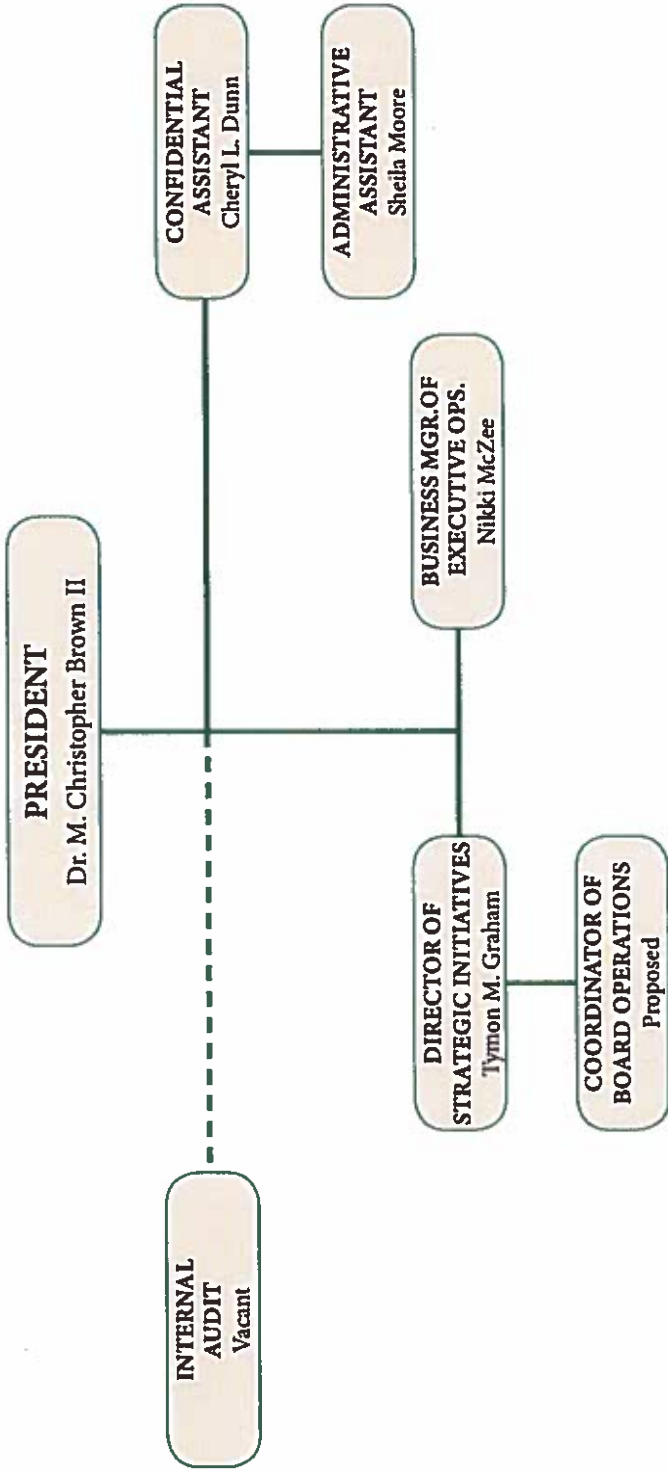 PRESIDENT
Dr. M. Christopher Brown II
INTERNAL
AUDIT
Vacant
CONFIDENTIAL
ASSISTANT
Cheryl L. Dunn
ADMINISTRATIVE
ASSISTANT
Sheila Moore
DIRECTOR OF
STRATEGIC INITIATIVES
Tymon M. Graham
BUSINESS MGR.OF
EXECUTIVE OPS.
Nikki McZee
COORDINATOR OF
BOARD OPERATIONS
Proposed